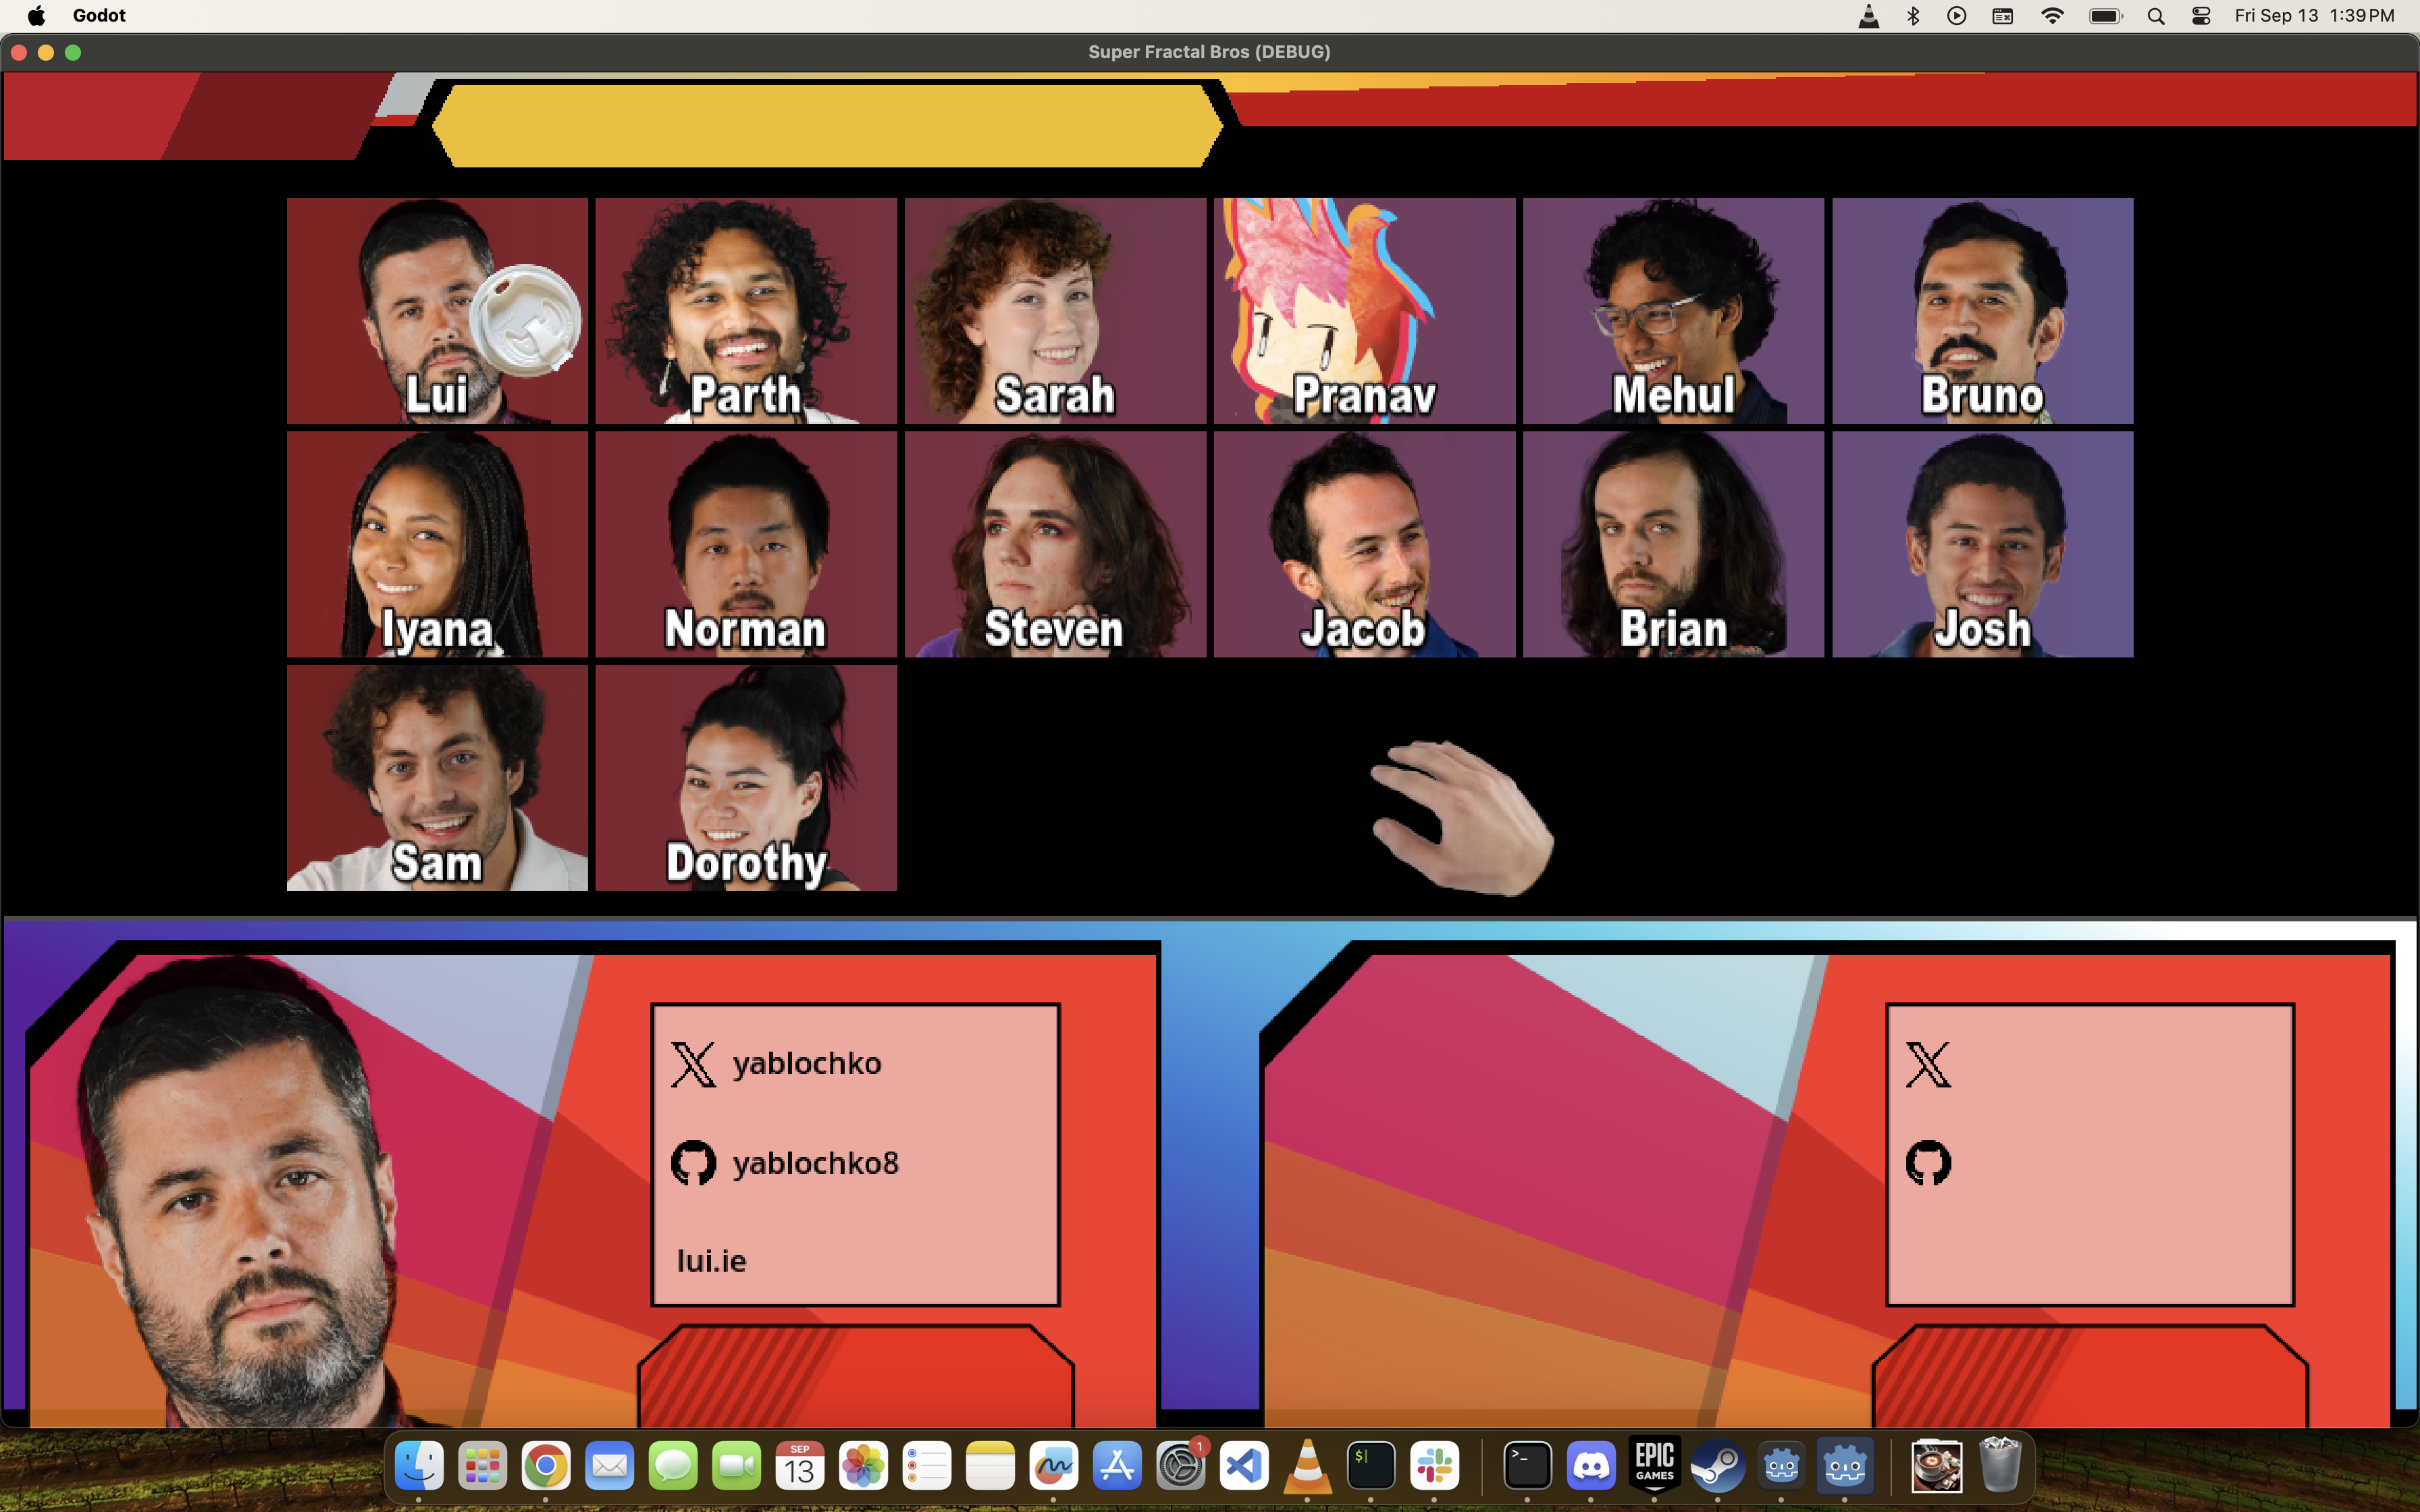 Godot
Fri Sep 13 1:39 PM
Super Fractal Bros (DEBUG)
Lui
Parth
Sarah
Pranav
Mehul
Bruno
Iyana
Norman
Steven
Jacob
Brian
Josh
Sam
Dorothy
yablochko
yablochko8
lui.ie
SEP
13
1
$
>_
EPIC
GAMES